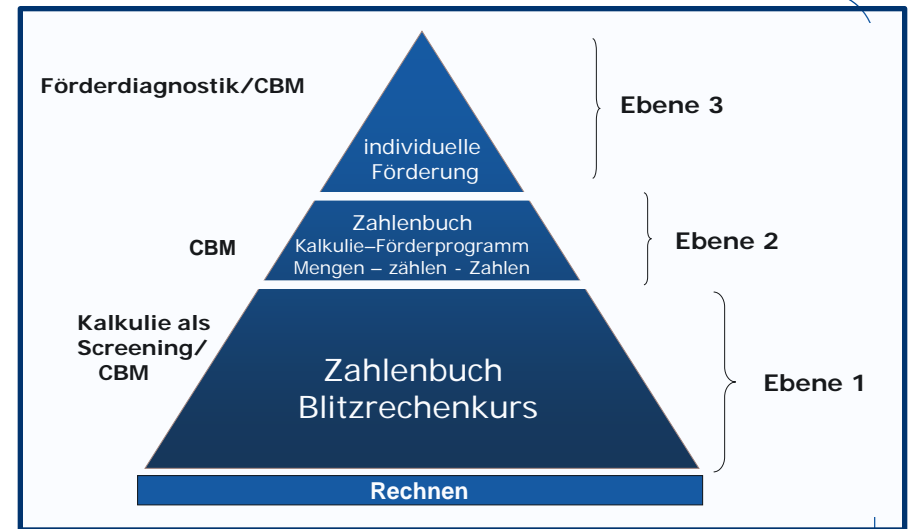 Förderdiagnostik/CBM
individuelle
Förderung
Ebene 3
CBM
Zahlenbuch
Kalkulie–Förderprogramm
Mengen – zählen - Zahlen
Ebene 2
Kalkulie als
Screening/
CBM
Zahlenbuch
Blitzrechenkurs
Ebene 1
Rechnen